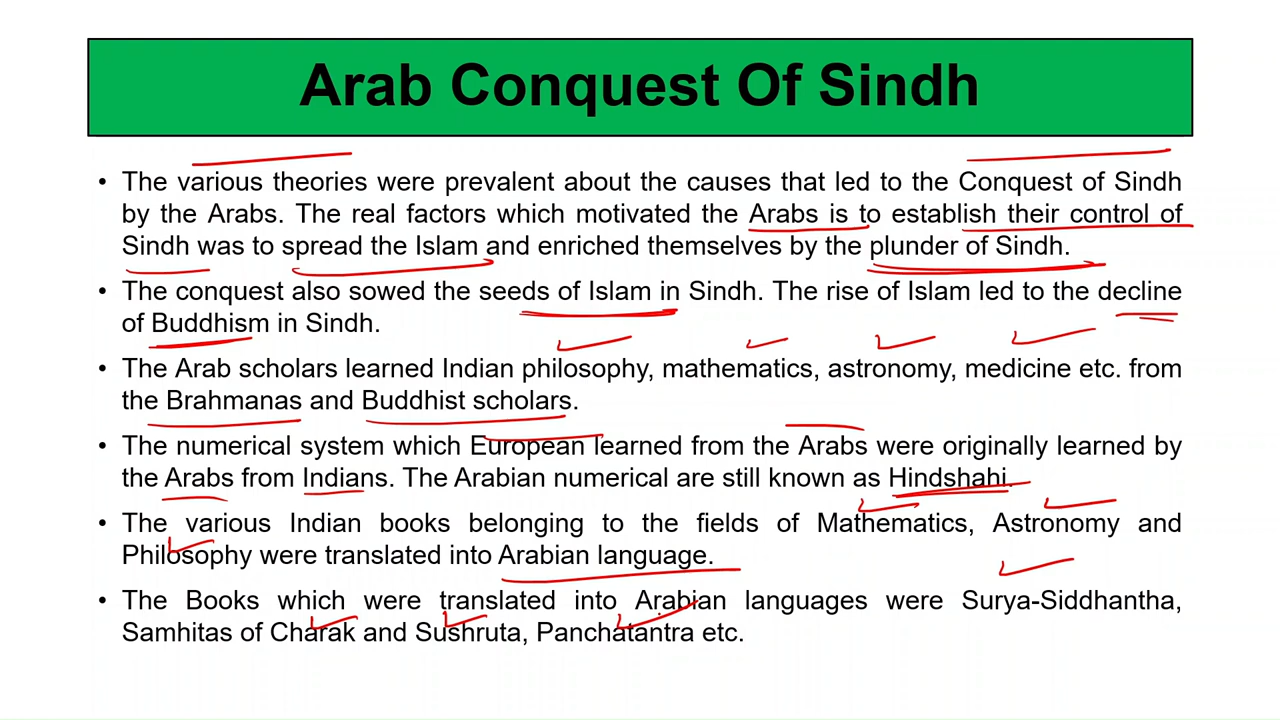 Arab Conquest Of Sindh
• The various theories were prevalent about the causes that led to the Conquest of Sindh
by the Arabs. The real factors which motivated the Arabs is to establish their control of
Sindh was to spread the Islam and enriched themselves by the plunder of Sindh.
• The conquest also sowed the seeds of Islam in Sindh. The rise of Islam led to the decline
of Buddhism in Sindh.
• The Arab scholars learned Indian philosophy, mathematics, astronomy, medicine etc. from
the Brahmanas and Buddhist scholars.
• The numerical system which European learned from the Arabs were originally learned by
the Arabs from Indians. The Arabian numerical are still known as Hindshahi.
• The various Indian books belonging to the fields of Mathematics, Astronomy and
Philosophy were translated into Arabian language.
• The Books which were translated into Arabian languages were Surya-Siddhantha,
Samhitas of Charak and Sushruta, Panchatantra etc.